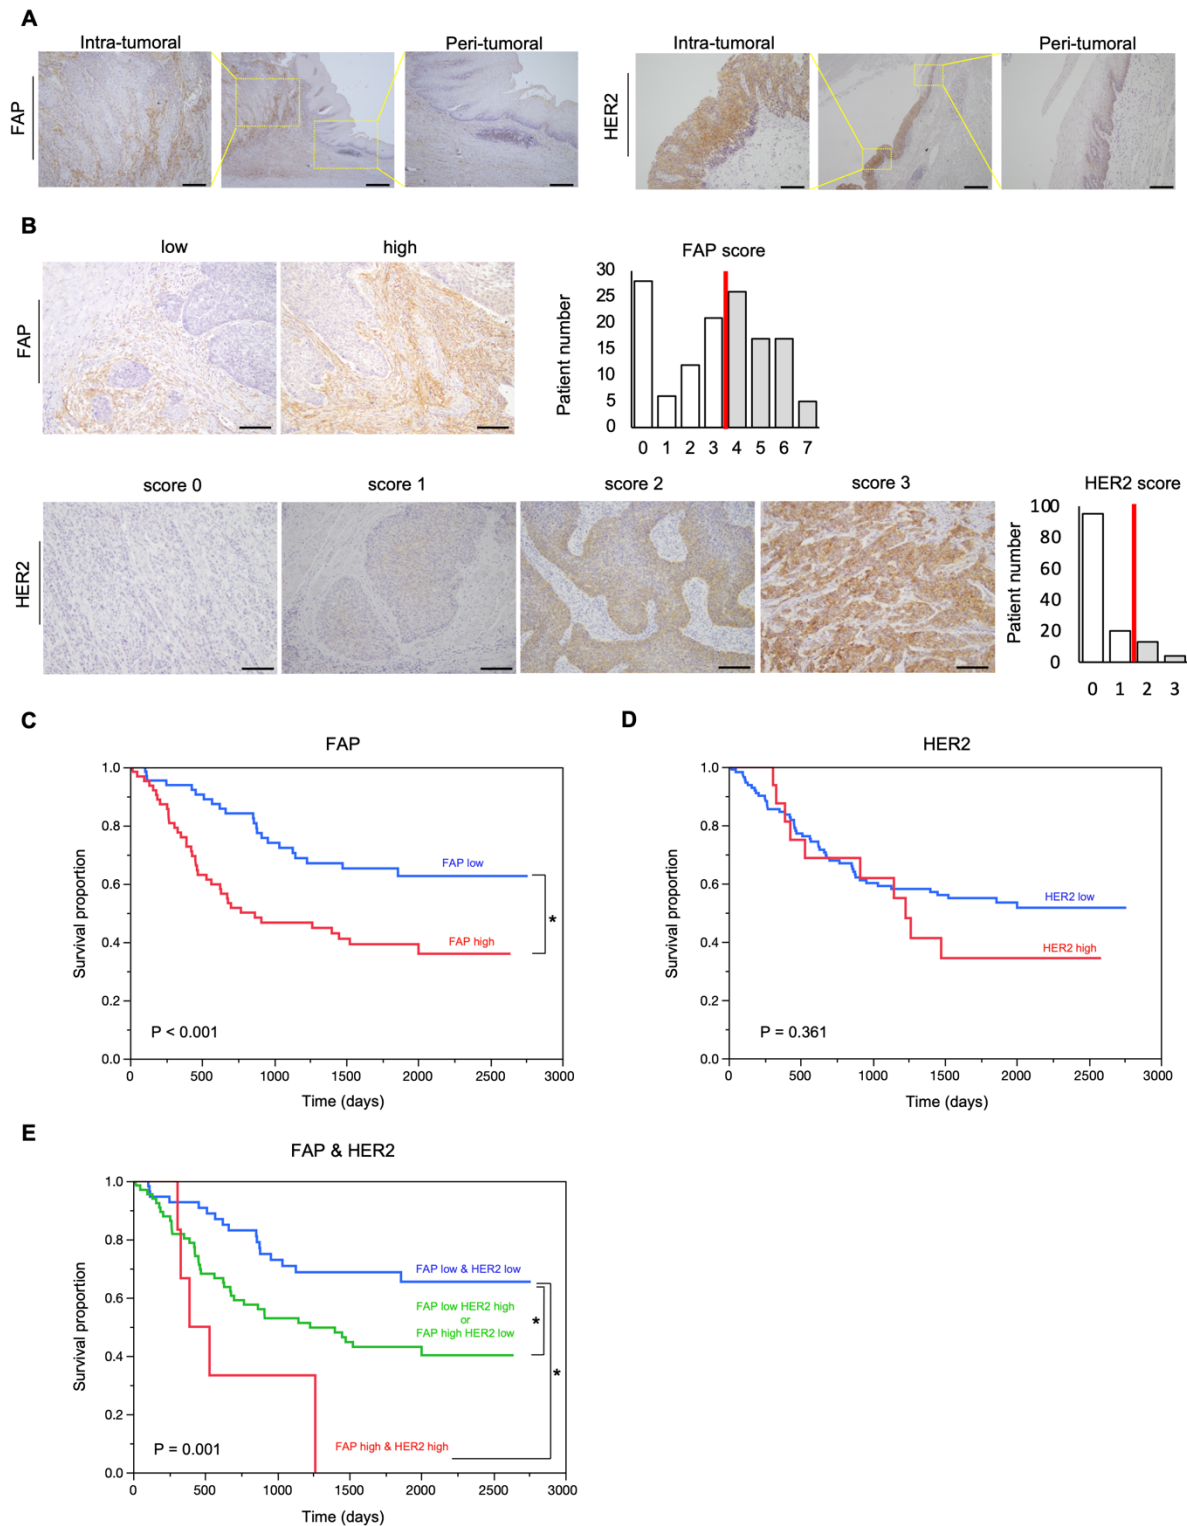 A
Intra-tumoral
Peri-tumoral
Intra-tumoral
Peri-tumoral
FAP
HER2
B
low
high
FAP
FAP score
Patient number
30
25
20
15
10
5
0
0 1 2 3 4 5 6 7
score 0
score 1
score 2
score 3
HER2
HER2 score
Patient number
100
80
60
40
20
0
0 1 2 3
C
FAP
Survival proportion
1.0
0.8
0.6
0.4
0.2
0.0
FAP low
FAP high
*
P < 0.001
0 500 1000 1500 2000 2500 3000
Time (days)
D
HER2
Survival proportion
1.0
0.8
0.6
0.4
0.2
0.0
HER2 low
HER2 high
P = 0.361
0 500 1000 1500 2000 2500 3000
Time (days)
E
FAP & HER2
Survival proportion
1.0
0.8
0.6
0.4
0.2
0.0
FAP low & HER2 low
FAP low HER2 high
or
FAP high HER2 low
*
*
FAP high & HER2 high
P = 0.001
0 500 1000 1500 2000 2500 3000
Time (days)